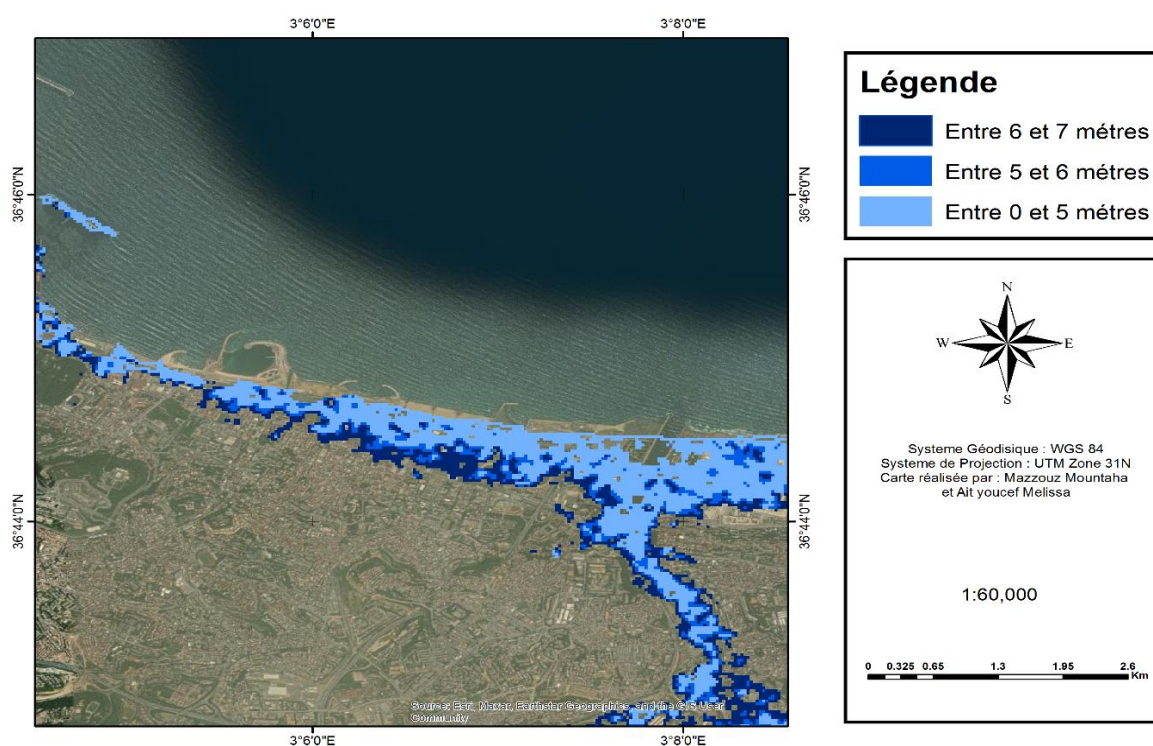 3°6'0"E
3°8'0"E
36°46'0"N
36°44'0"N
36°46'0"N
36°44'0"N
Source: Esri, Maxar, Earthstar Geographics, and the GIS User
Community
3°6'0"E
3°8'0"E
Légende
Entre 6 et 7 métres
Entre 5 et 6 métres
Entre 0 et 5 métres
N
W
E
S
Systeme Géodisique : WGS 84
Systeme de Projection : UTM Zone 31N
Carte réalisée par : Mazzouz Mountaha
et Ait youcef Melissa
1:60,000
0 0.325 0.65 1.3 1.95 2.6
Km